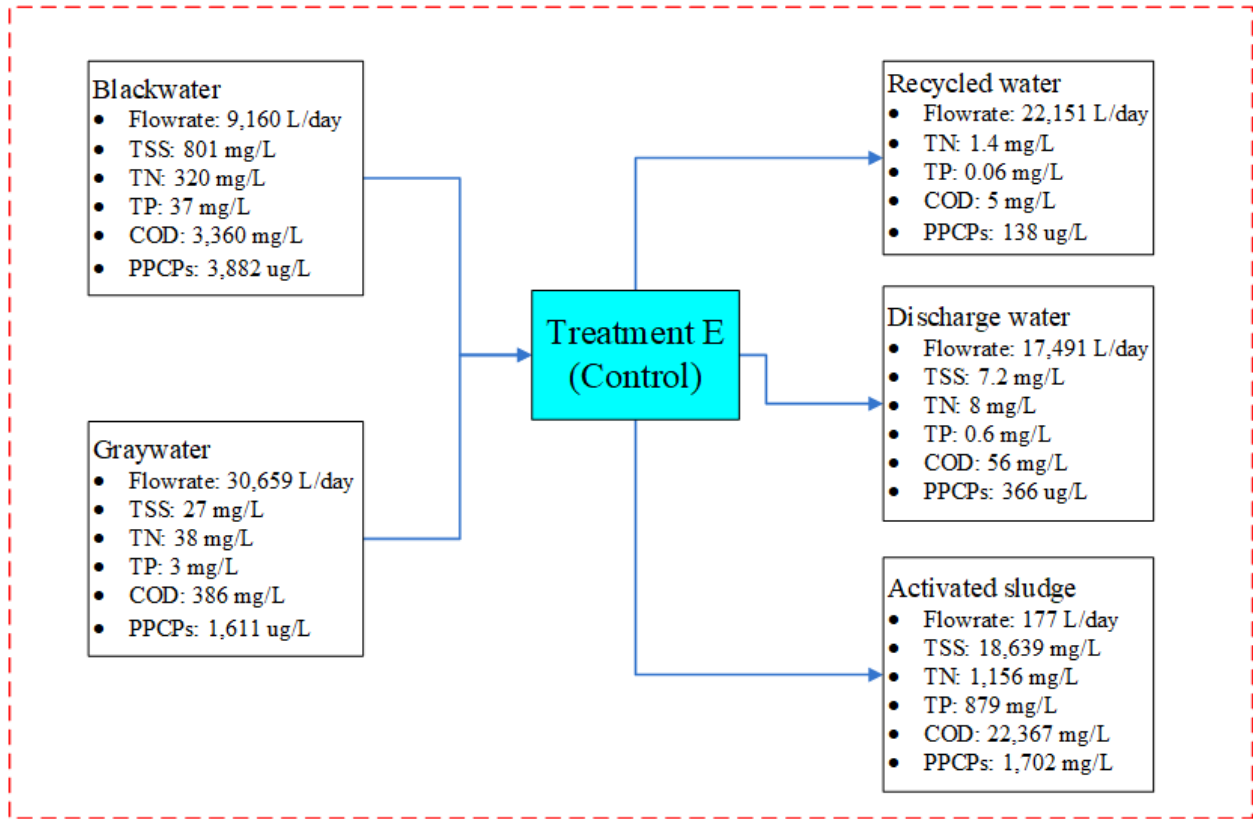 Blackwater
• Flowrate: 9,160 L/day
• TSS: 801 mg/L
• TN: 320 mg/L
• TP: 37 mg/L
• COD: 3,360 mg/L
• PPCPs: 3,882 ug/L
Graywater
• Flowrate: 30,659 L/day
• TSS: 27 mg/L
• TN: 38 mg/L
• TP: 3 mg/L
• COD: 386 mg/L
• PPCPs: 1,611 ug/L
Treatment E
(Control)
Recycled water
• Flowrate: 22,151 L/day
• TN: 1.4 mg/L
• TP: 0.06 mg/L
• COD: 5 mg/L
• PPCPs: 138 ug/L
Discharge water
• Flowrate: 17,491 L/day
• TSS: 7.2 mg/L
• TN: 8 mg/L
• TP: 0.6 mg/L
• COD: 56 mg/L
• PPCPs: 366 ug/L
Activated sludge
• Flowrate: 177 L/day
• TSS: 18,639 mg/L
• TN: 1,156 mg/L
• TP: 879 mg/L
• COD: 22,367 mg/L
• PPCPs: 1,702 mg/L